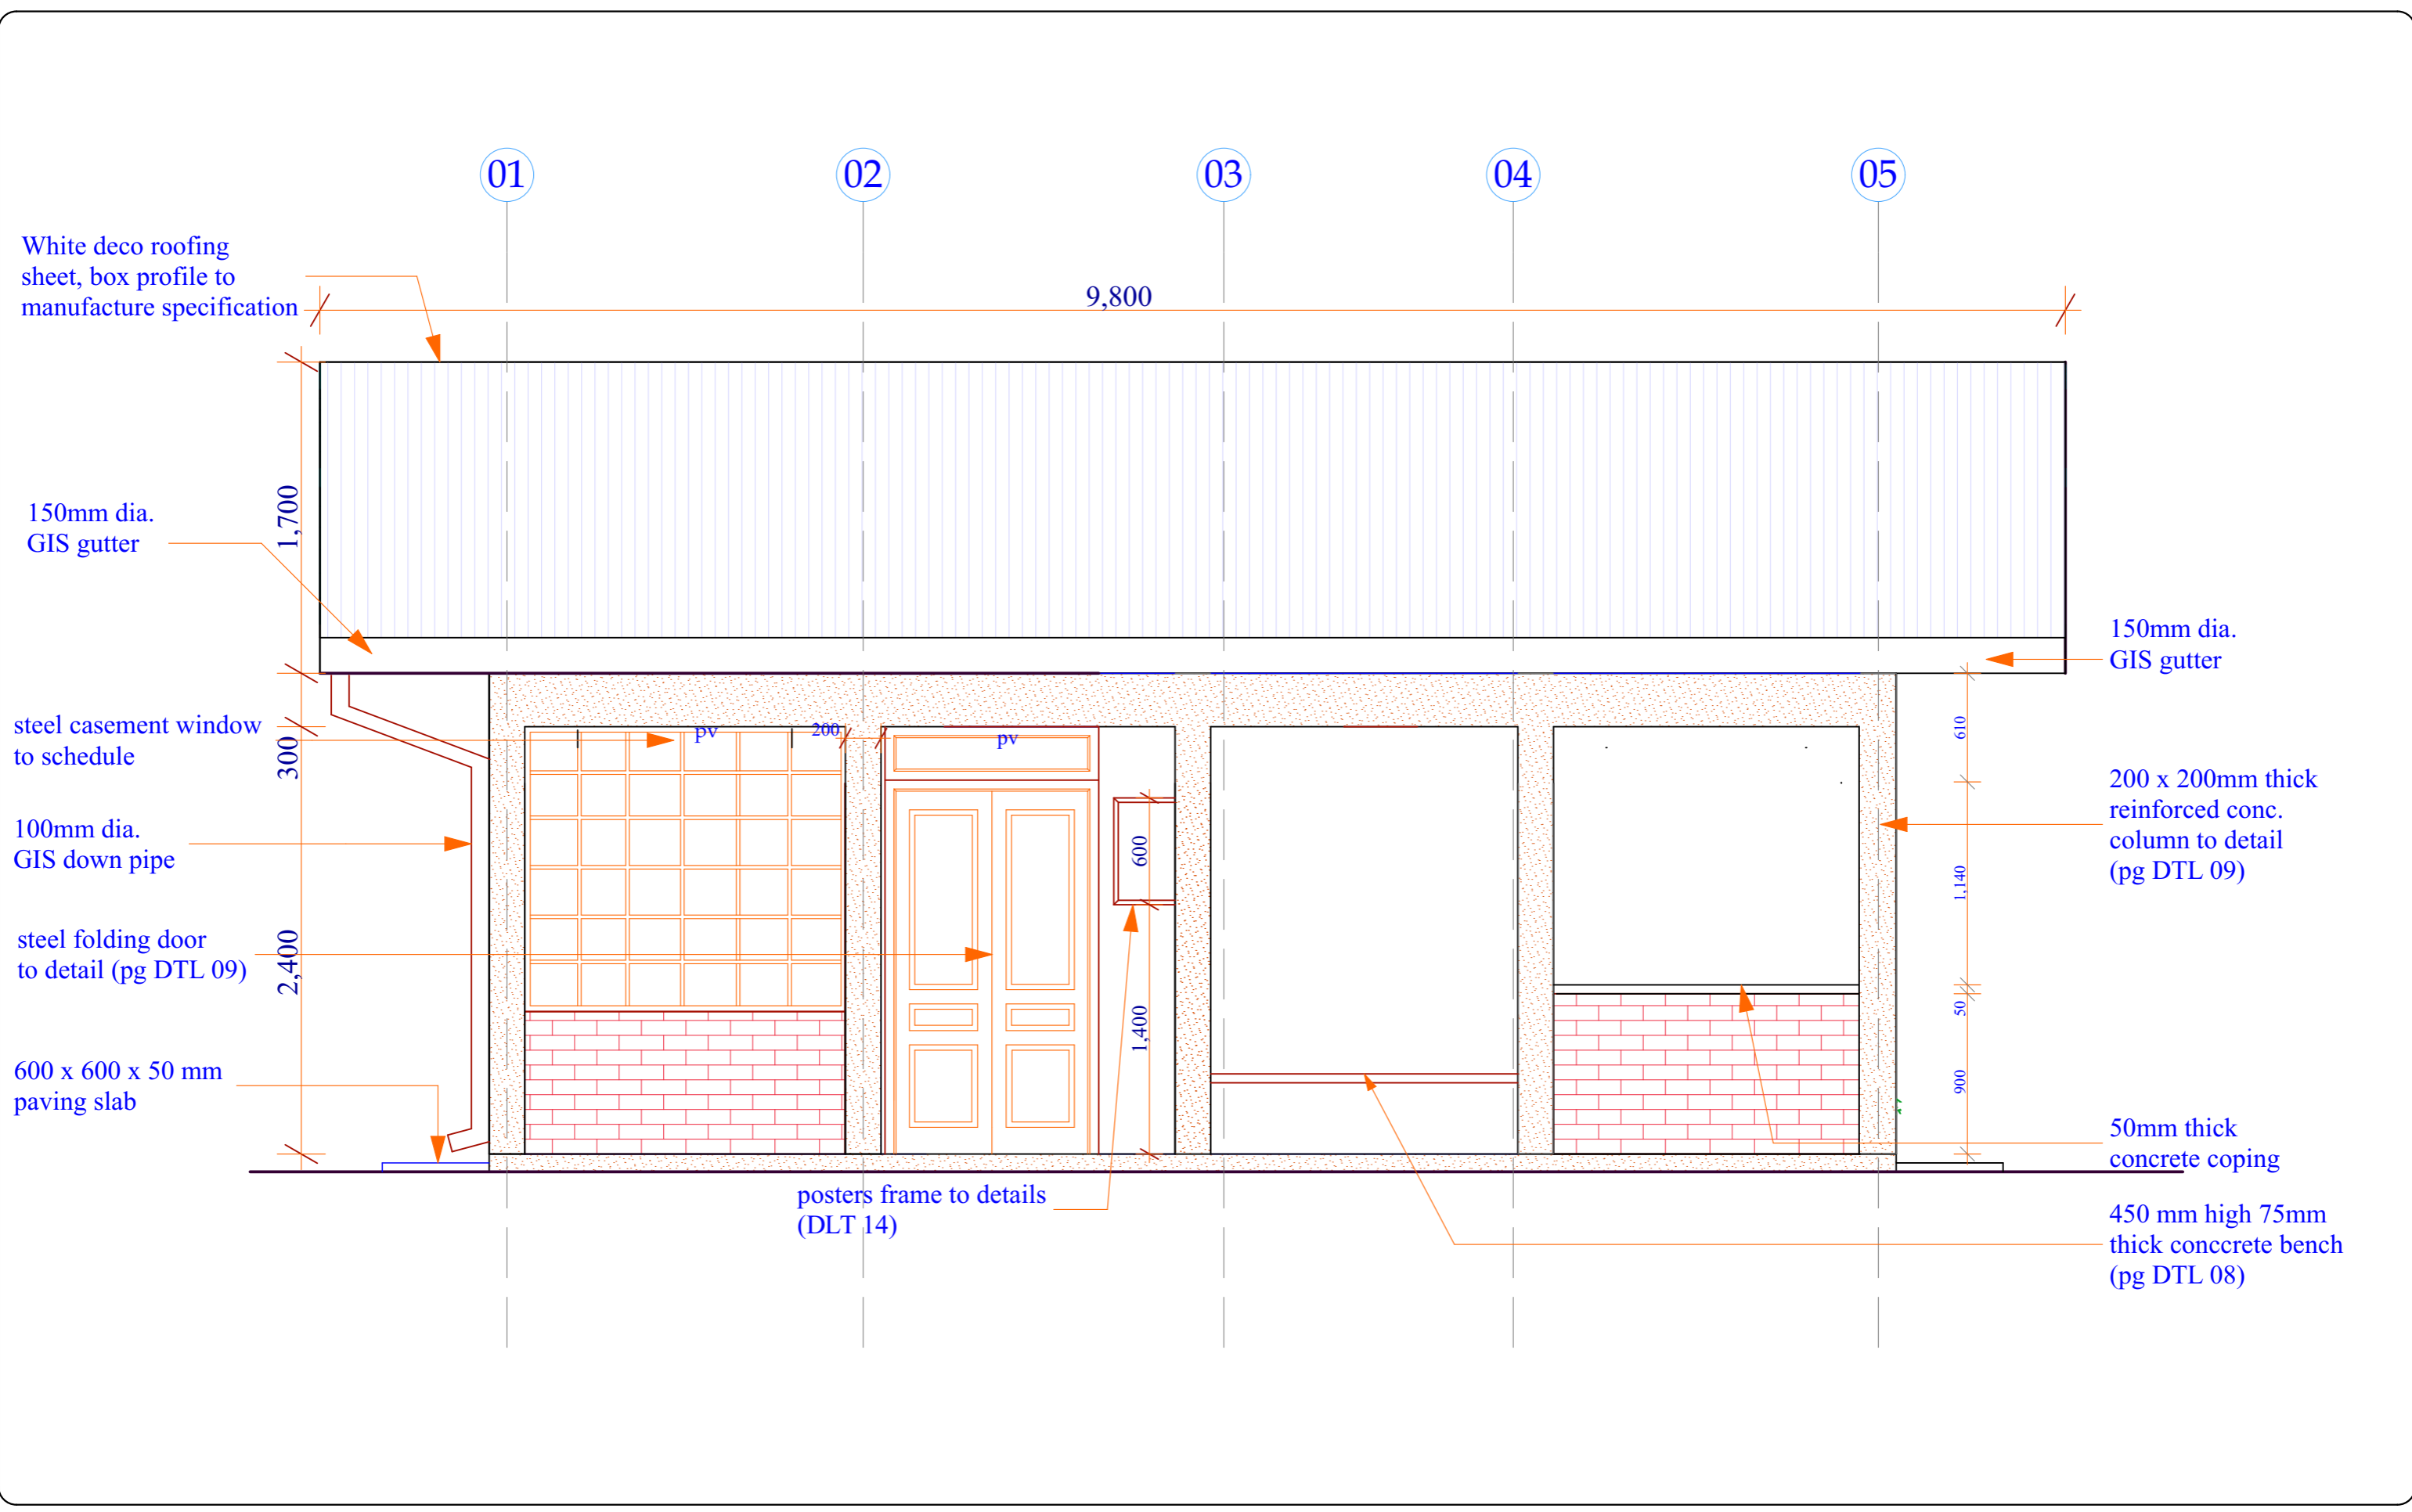 01
02
03
04
05
White deco roofing
sheet, box profile to
manufacture specification
9,800
1,700
150mm dia.
GIS gutter
150mm dia.
GIS gutter
steel casement window
to schedule
300
pv
200
pv
610
200 x 200mm thick
reinforced conc.
column to detail
(pg DTL 09)
100mm dia.
GIS down pipe
600
1,140
steel folding door
to detail (pg DTL 09)
2,400
1,400
50
900
600 x 600 x 50 mm
paving slab
50mm thick
concrete coping
posters frame to details
(DLT 14)
450 mm high 75mm
thick conccrete bench
(pg DTL 08)